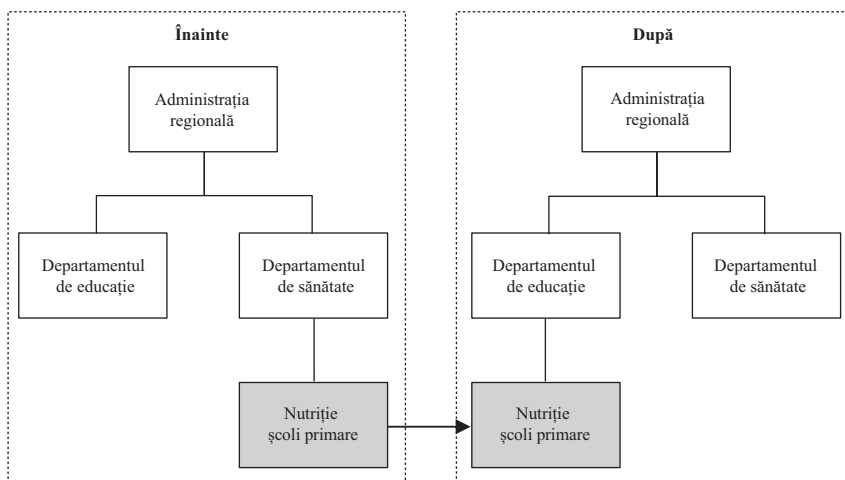 Înainte
Administrația
regională
Departamentul
de educație
Departamentul
de sănătate
Nutriție
școli primare
După
Administrația
regională
Departamentul
de educație
Departamentul
de sănătate
Nutriție
școli primare